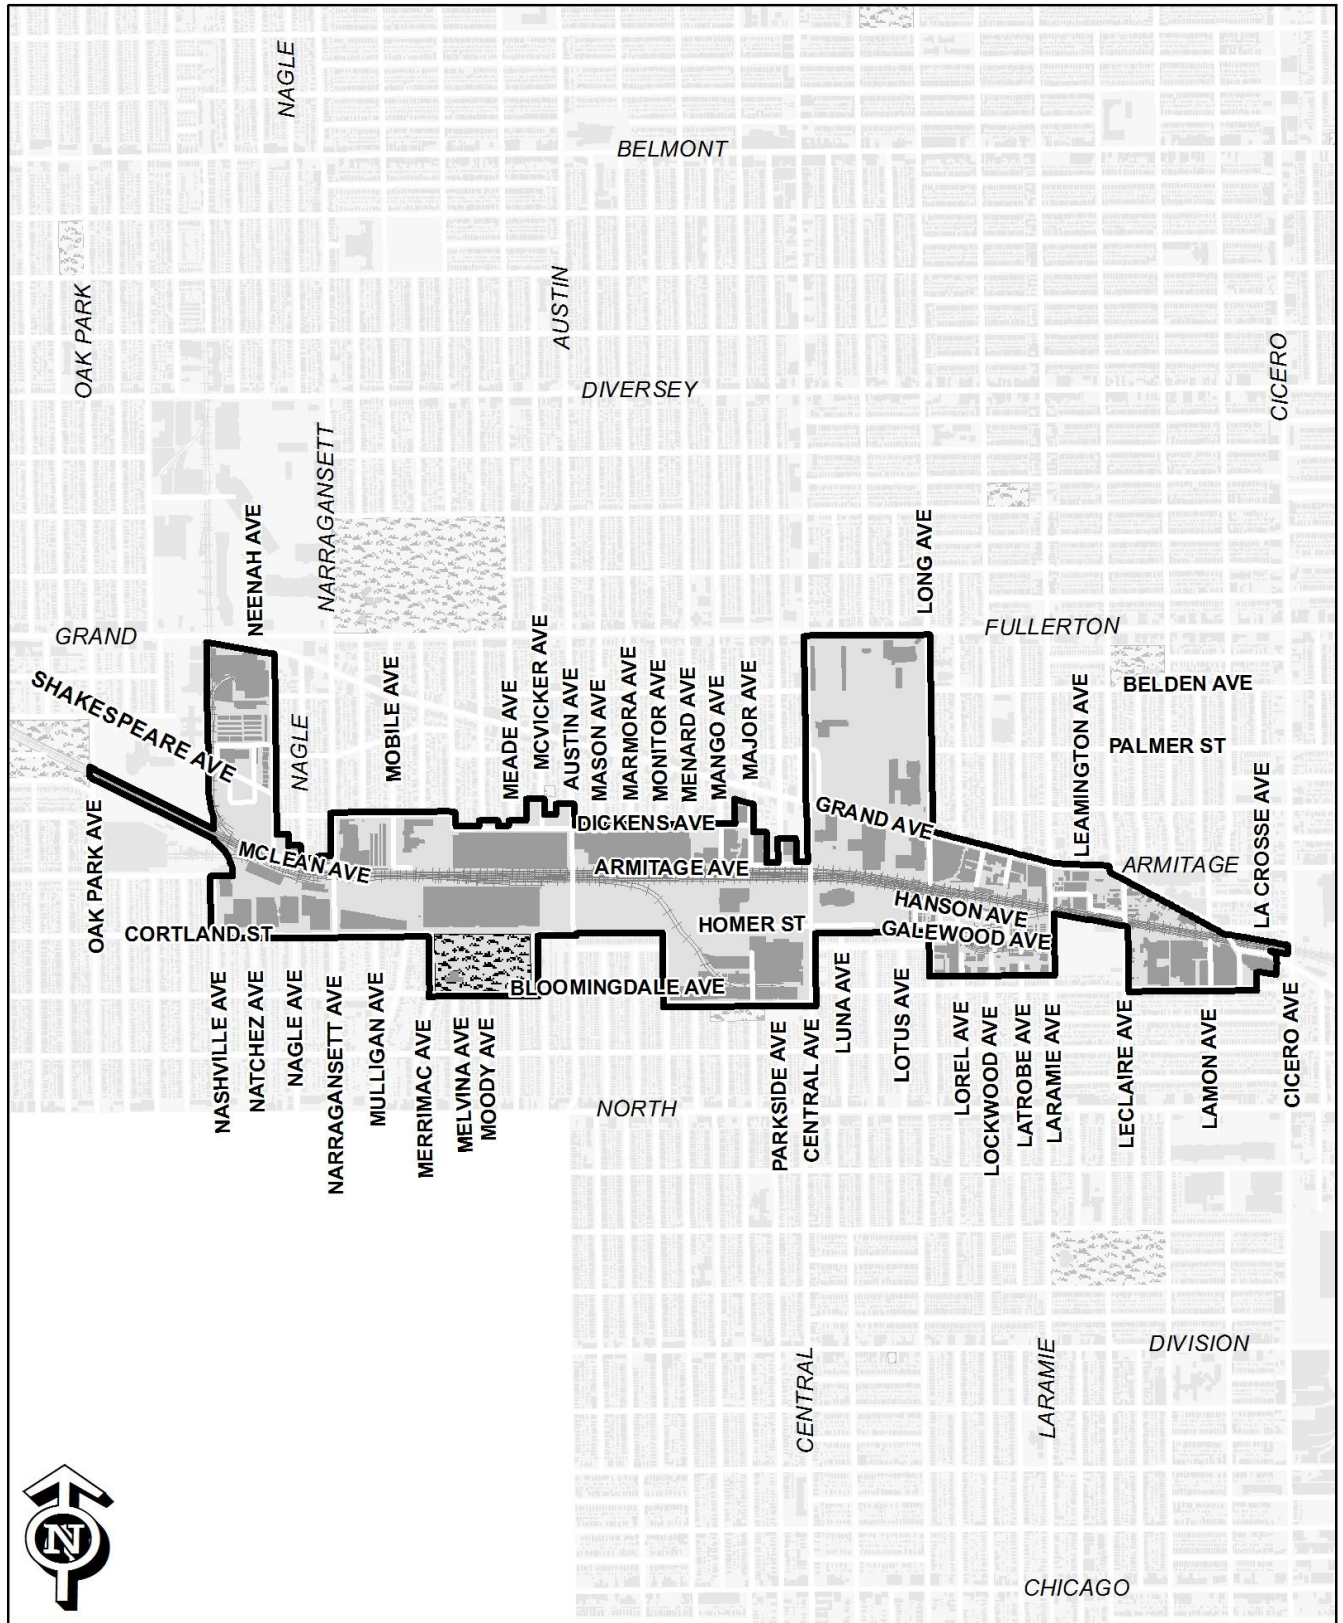 NAGLE
BELMONT
OAK PARK
AUSTIN
CICERO
DIVERSEY
NARRAGANSETT
NEENAH AVE
LONG AVE
GRAND
FULLERTON
SHAKESPEARE AVE
NAGLE
MOBILE AVE
MEADE AVE
MCVICKER AVE
AUSTIN AVE
MASON AVE
MARMORA AVE
MONITOR AVE
MENARD AVE
MANGO AVE
MAJOR AVE
LEAMINGTON AVE
BELDEN AVE
PALMER ST
LA CROSSE AVE
OAK PARK AVE
DICKENS AVE
GRAND AVE
MCLEAN AVE
ARMITAGE AVE
ARMITAGE
HANSON AVE
CORTLAND ST
HOMER ST
GALEWOOD AVE
BLOOMINGDALE AVE
NASHVILLE AVE
NATCHEZ AVE
NAGLE AVE
NARRAGANSETT AVE
MULLIGAN AVE
MERRIMAC AVE
MELVINA AVE
MOODY AVE
PARKSIDE AVE
CENTRAL AVE
LUNA AVE
LOTUS AVE
LOREL AVE
LOCKWOOD AVE
LATROBE AVE
LARAMIE AVE
LECLAIRE AVE
LAMON AVE
CICERO AVE
NORTH
CENTRAL
LARAMIE
DIVISION
N
CHICAGO